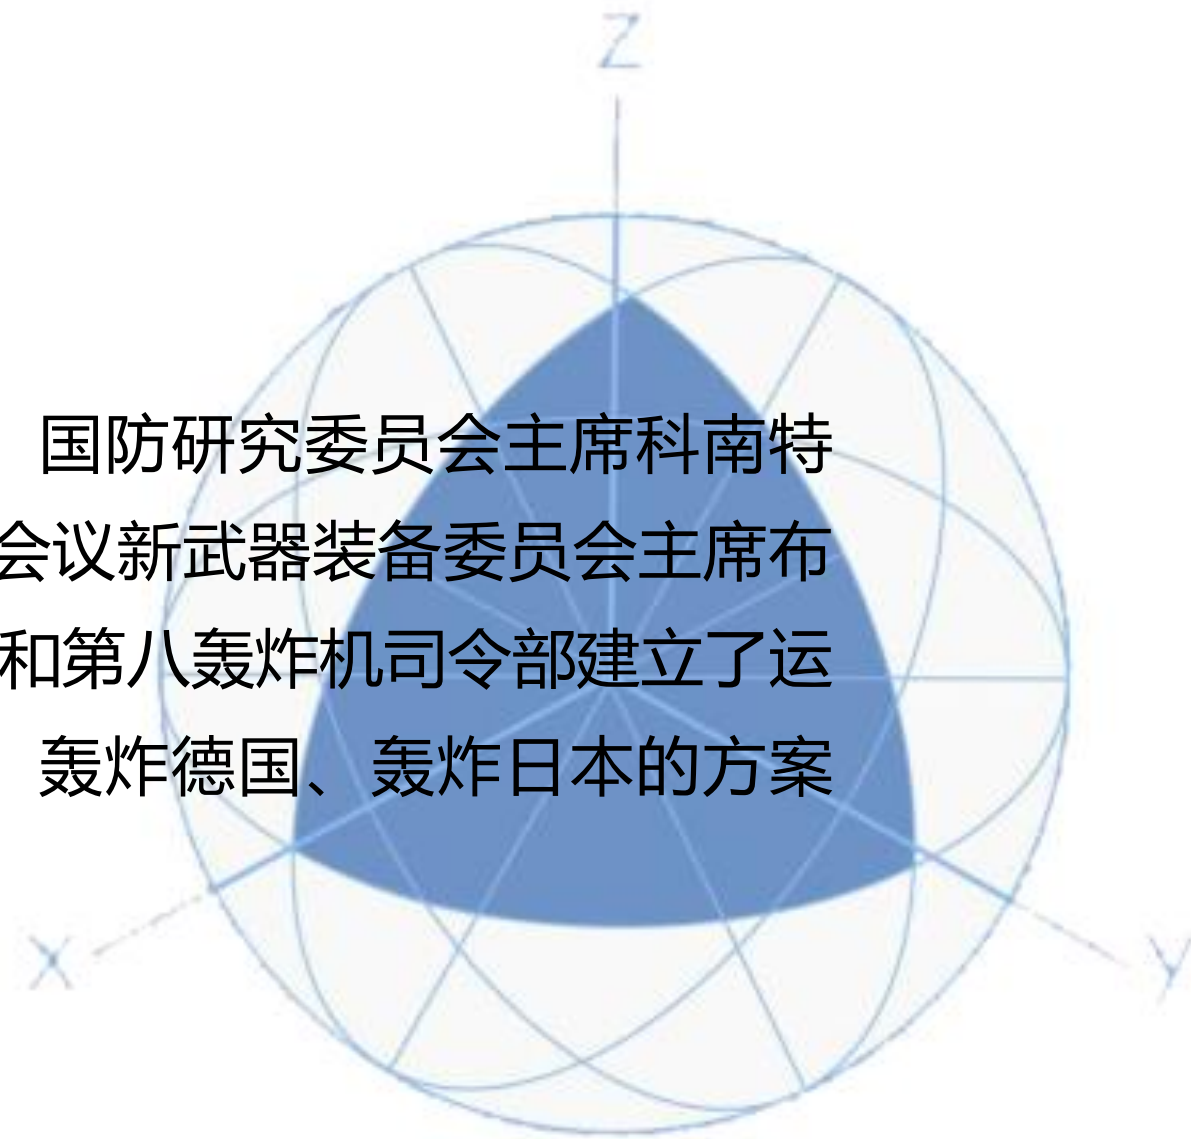 Z
国防研究委员会主席科南特
会议新武器装备委员会主席布
和第八轰炸机司令部建立了运
轰炸德国、轰炸日本的方案
X
y